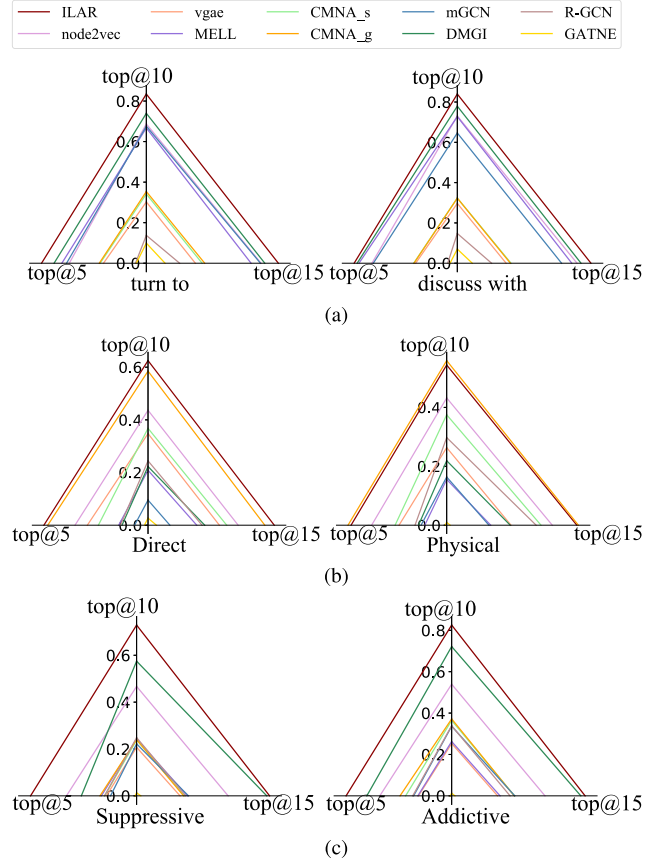 ILAR vgae CMNA_s mGCN R-GCN
node2vec MELL CMNA_g DMGI GATNE
top@10 top@10
0.8 0.8
0.6 0.6
0.4 0.4
0.2 0.2
0.0 0.0
top@5 top@15 top@5 top@15
turn to discuss with
(a)
top@10 top@10
0.6
0.4 0.4
0.2 0.2
0.0 0.0
top@5 top@15 top@5 top@15
Direct Physical
(b)
top@10 top@10
0.8
0.6 0.6
0.4 0.4
0.2 0.2
0.0 0.0
top@5 top@15 top@5 top@15
Suppressive Addictive
(c)